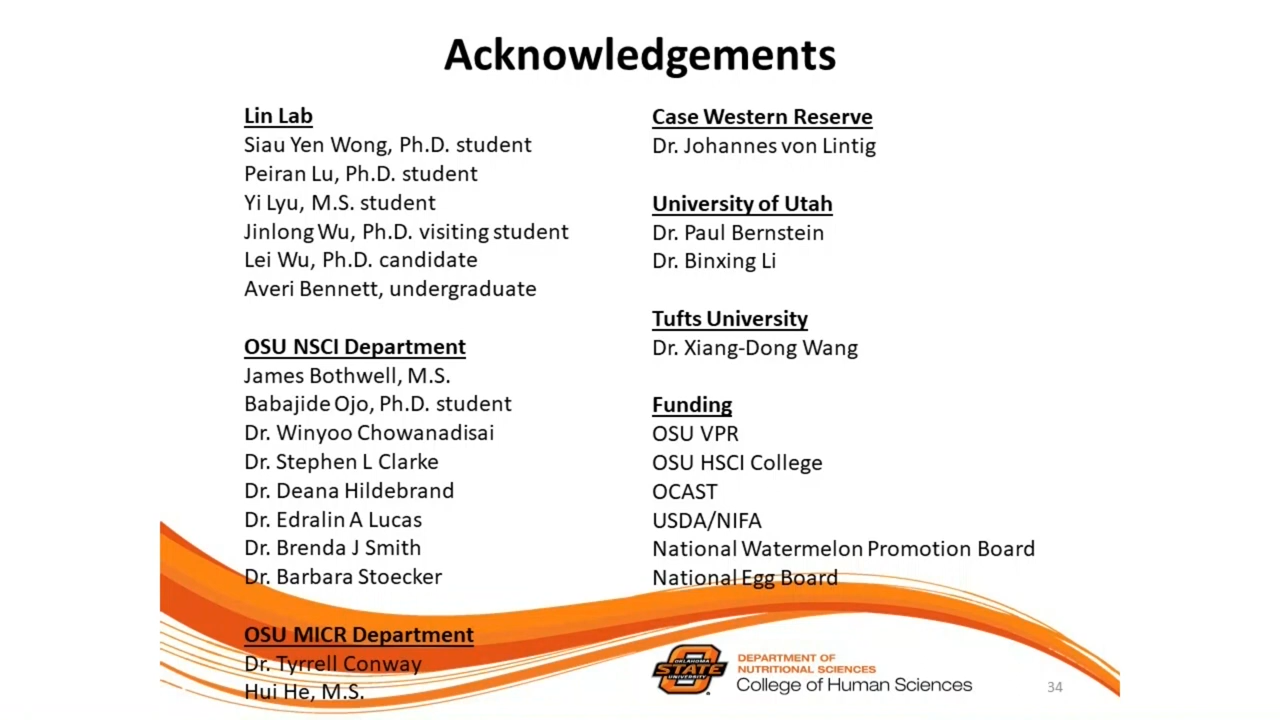 Acknowledgements
Lin Lab
Siau Yen Wong, Ph.D. student
Peiran Lu, Ph.D. student
Yi Lyu, M.S. student
Jinlong Wu, Ph.D. visiting student
Lei Wu, Ph.D. candidate
Averi Bennett, undergraduate
OSU NSCI Department
James Bothwell, M.S.
Babajide Ojo, Ph.D. student
Dr. Winyoo Chowanadisai
Dr. Stephen L Clarke
Dr. Deana Hildebrand
Dr. Edralin A Lucas
Dr. Brenda J Smith
Dr. Barbara Stoecker
OSU MICR Department
Dr. Tyrrell Conway
Hui He, M.S.
Case Western Reserve
Dr. Johannes von Lintig
University of Utah
Dr. Paul Bernstein
Dr. Binxing Li
Tufts University
Dr. Xiang-Dong Wang
Funding
OSU VPR
OSU HSCI College
OCAST
USDA/NIFA
National Watermelon Promotion Board
National Egg Board
OKLAHOMA
STATE
UNIVERSITY
DEPARTMENT OF
NUTRITIONAL SCIENCES
College of Human Sciences
34